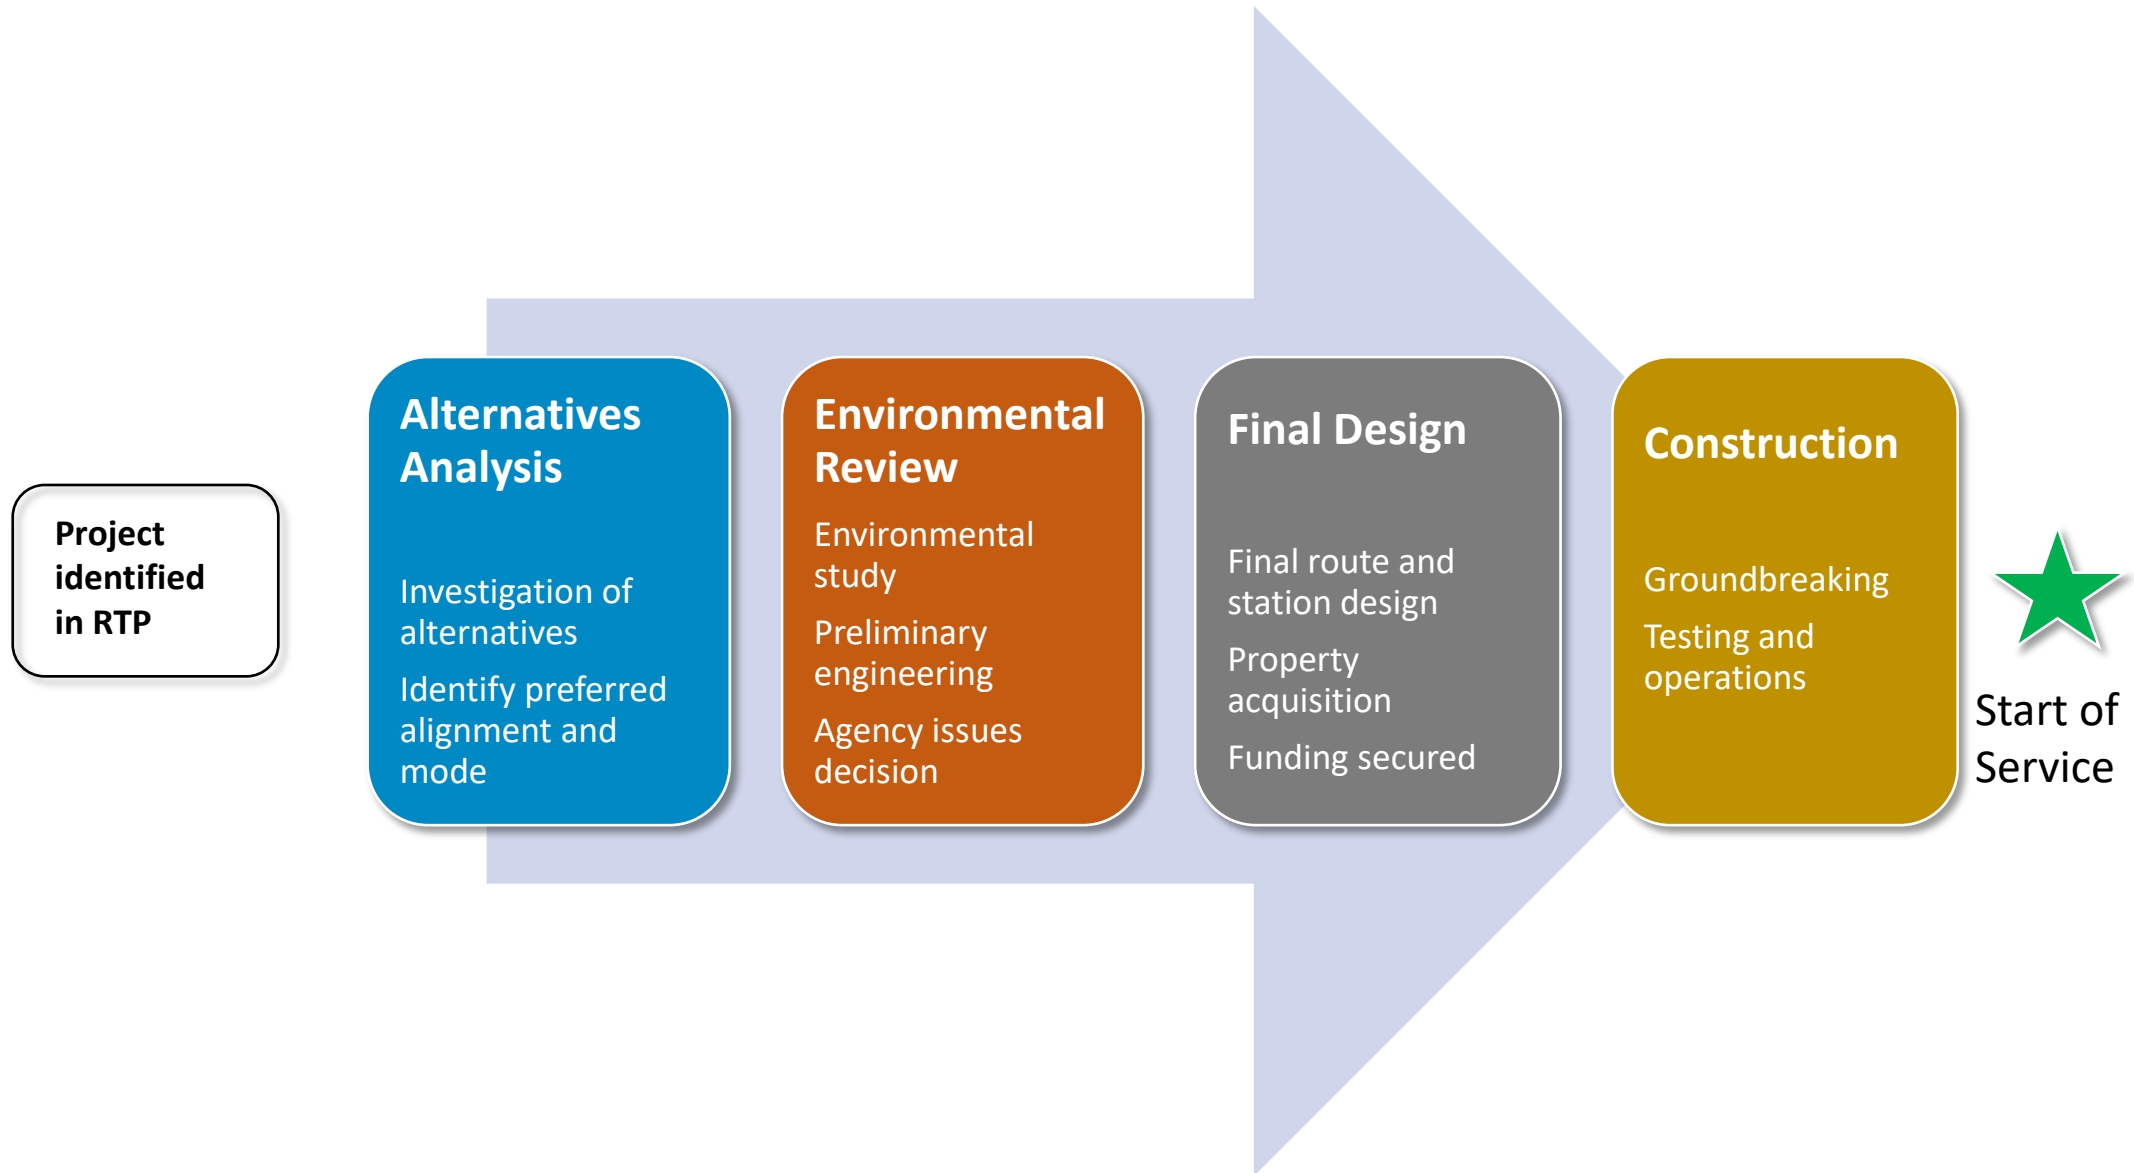 Project
identified
in RTP
Alternatives
Analysis
Investigation of
alternatives
Identify preferred
alignment and
mode
Environmental
Review
Environmental
study
Preliminary
engineering
Agency issues
decision
Final Design
Final route and
station design
Property
acquisition
Funding secured
Construction
Groundbreaking
Testing and
operations
Start of
Service